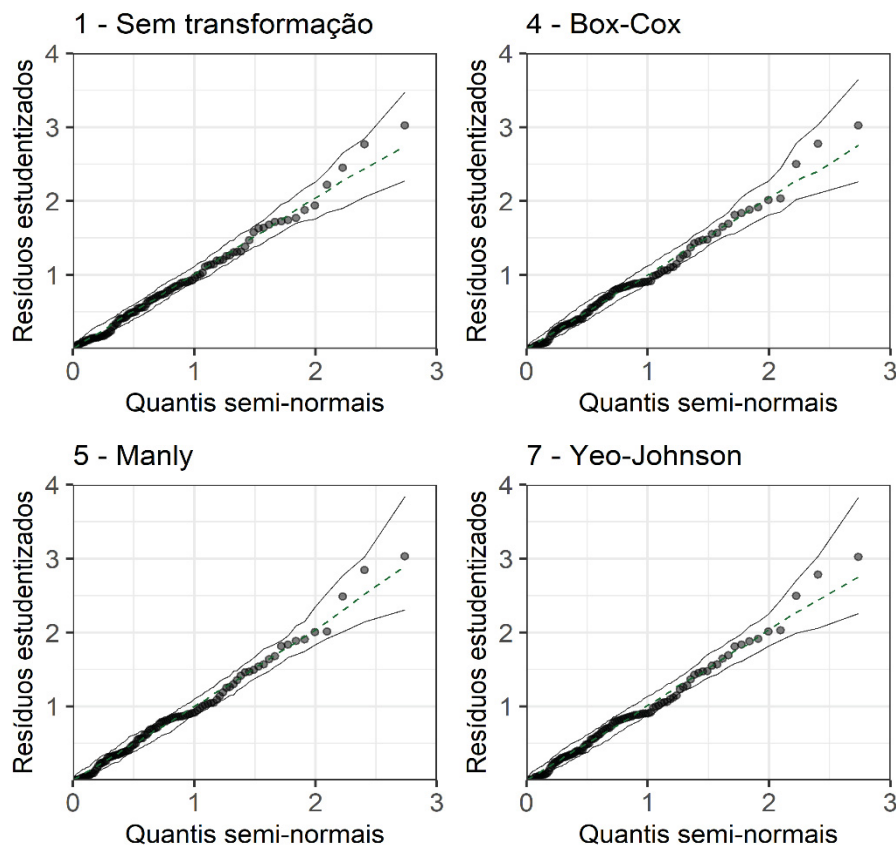 1 - Sem transformação
4 - Box-Cox
Resíduos estudentizados
4
3
2
1
0
1
2
3
Quantis semi-normais
Resíduos estudentizados
4
3
2
1
0
1
2
3
Quantis semi-normais
5 - Manly
7 - Yeo-Johnson
Resíduos estudentizados
4
3
2
1
0
1
2
3
Quantis semi-normais
Resíduos estudentizados
4
3
2
1
0
1
2
3
Quantis semi-normais